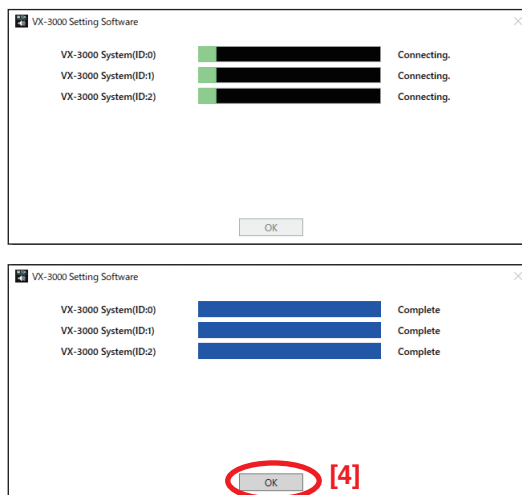 VX-3000 Setting Software
VX-3000 System(ID:0) Connecting.
VX-3000 System(ID:1) Connecting.
VX-3000 System(ID:2) Connecting.
OK
VX-3000 Setting Software
VX-3000 System(ID:0) Complete
VX-3000 System(ID:1) Complete
VX-3000 System(ID:2) Complete
OK [4]